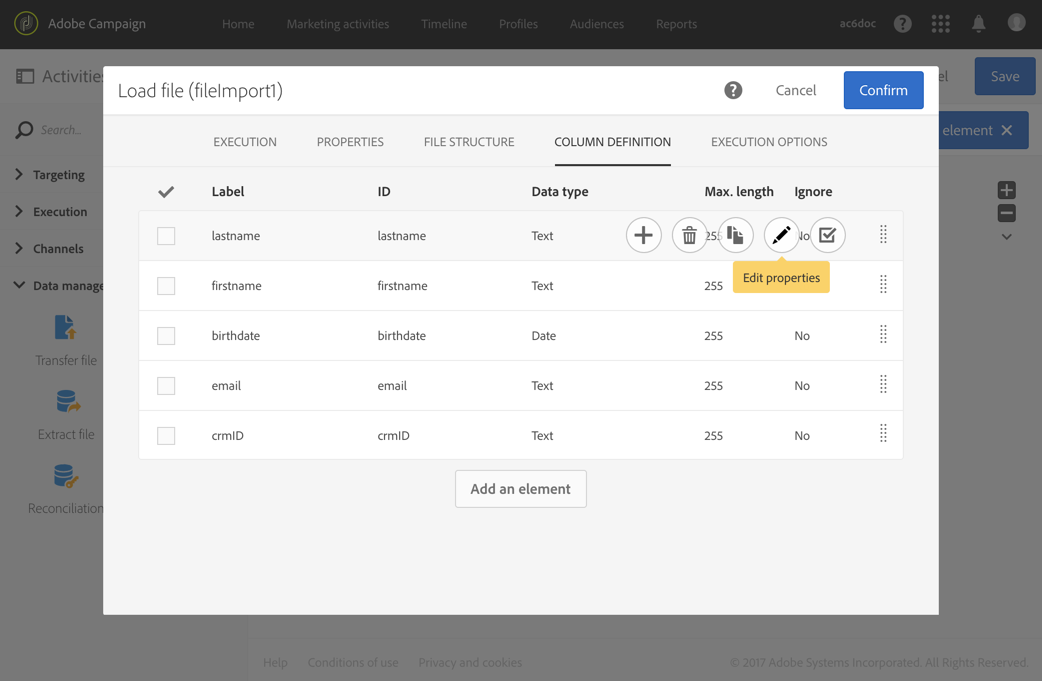 Adobe Campaign Home Marketing activities Timeline Profiles Audiences Reports ac6doc ?
Activities
Save
Search...
element
Load file (fileImport1) ? Cancel Confirm
EXECUTION PROPERTIES FILE STRUCTURE COLUMN DEFINITION EXECUTION OPTIONS
Label ID Data type Max. length Ignore
lastname lastname Text 255 No
Edit properties
firstname firstname Text 255
birthdate birthdate Date 255 No
email email Text 255 No
crmID crmID Text 255 No
Add an element
Targeting
Execution
Channels
Data manage
Transfer file
Extract file
Reconciliation
Help Conditions of use Privacy and cookies © 2017 Adobe Systems Incorporated. All Rights Reserved.